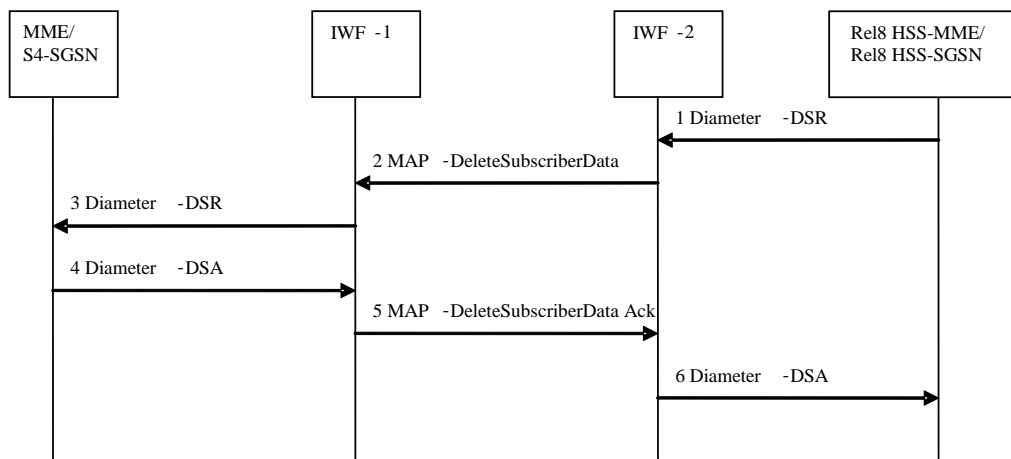 MME/
S4-SGSN
IWF -1
IWF -2
Rel8 HSS-MME/
Rel8 HSS-SGSN
1 Diameter -DSR
2 MAP -DeleteSubscriberData
3 Diameter -DSR
4 Diameter -DSA
5 MAP -DeleteSubscriberData Ack
6 Diameter -DSA